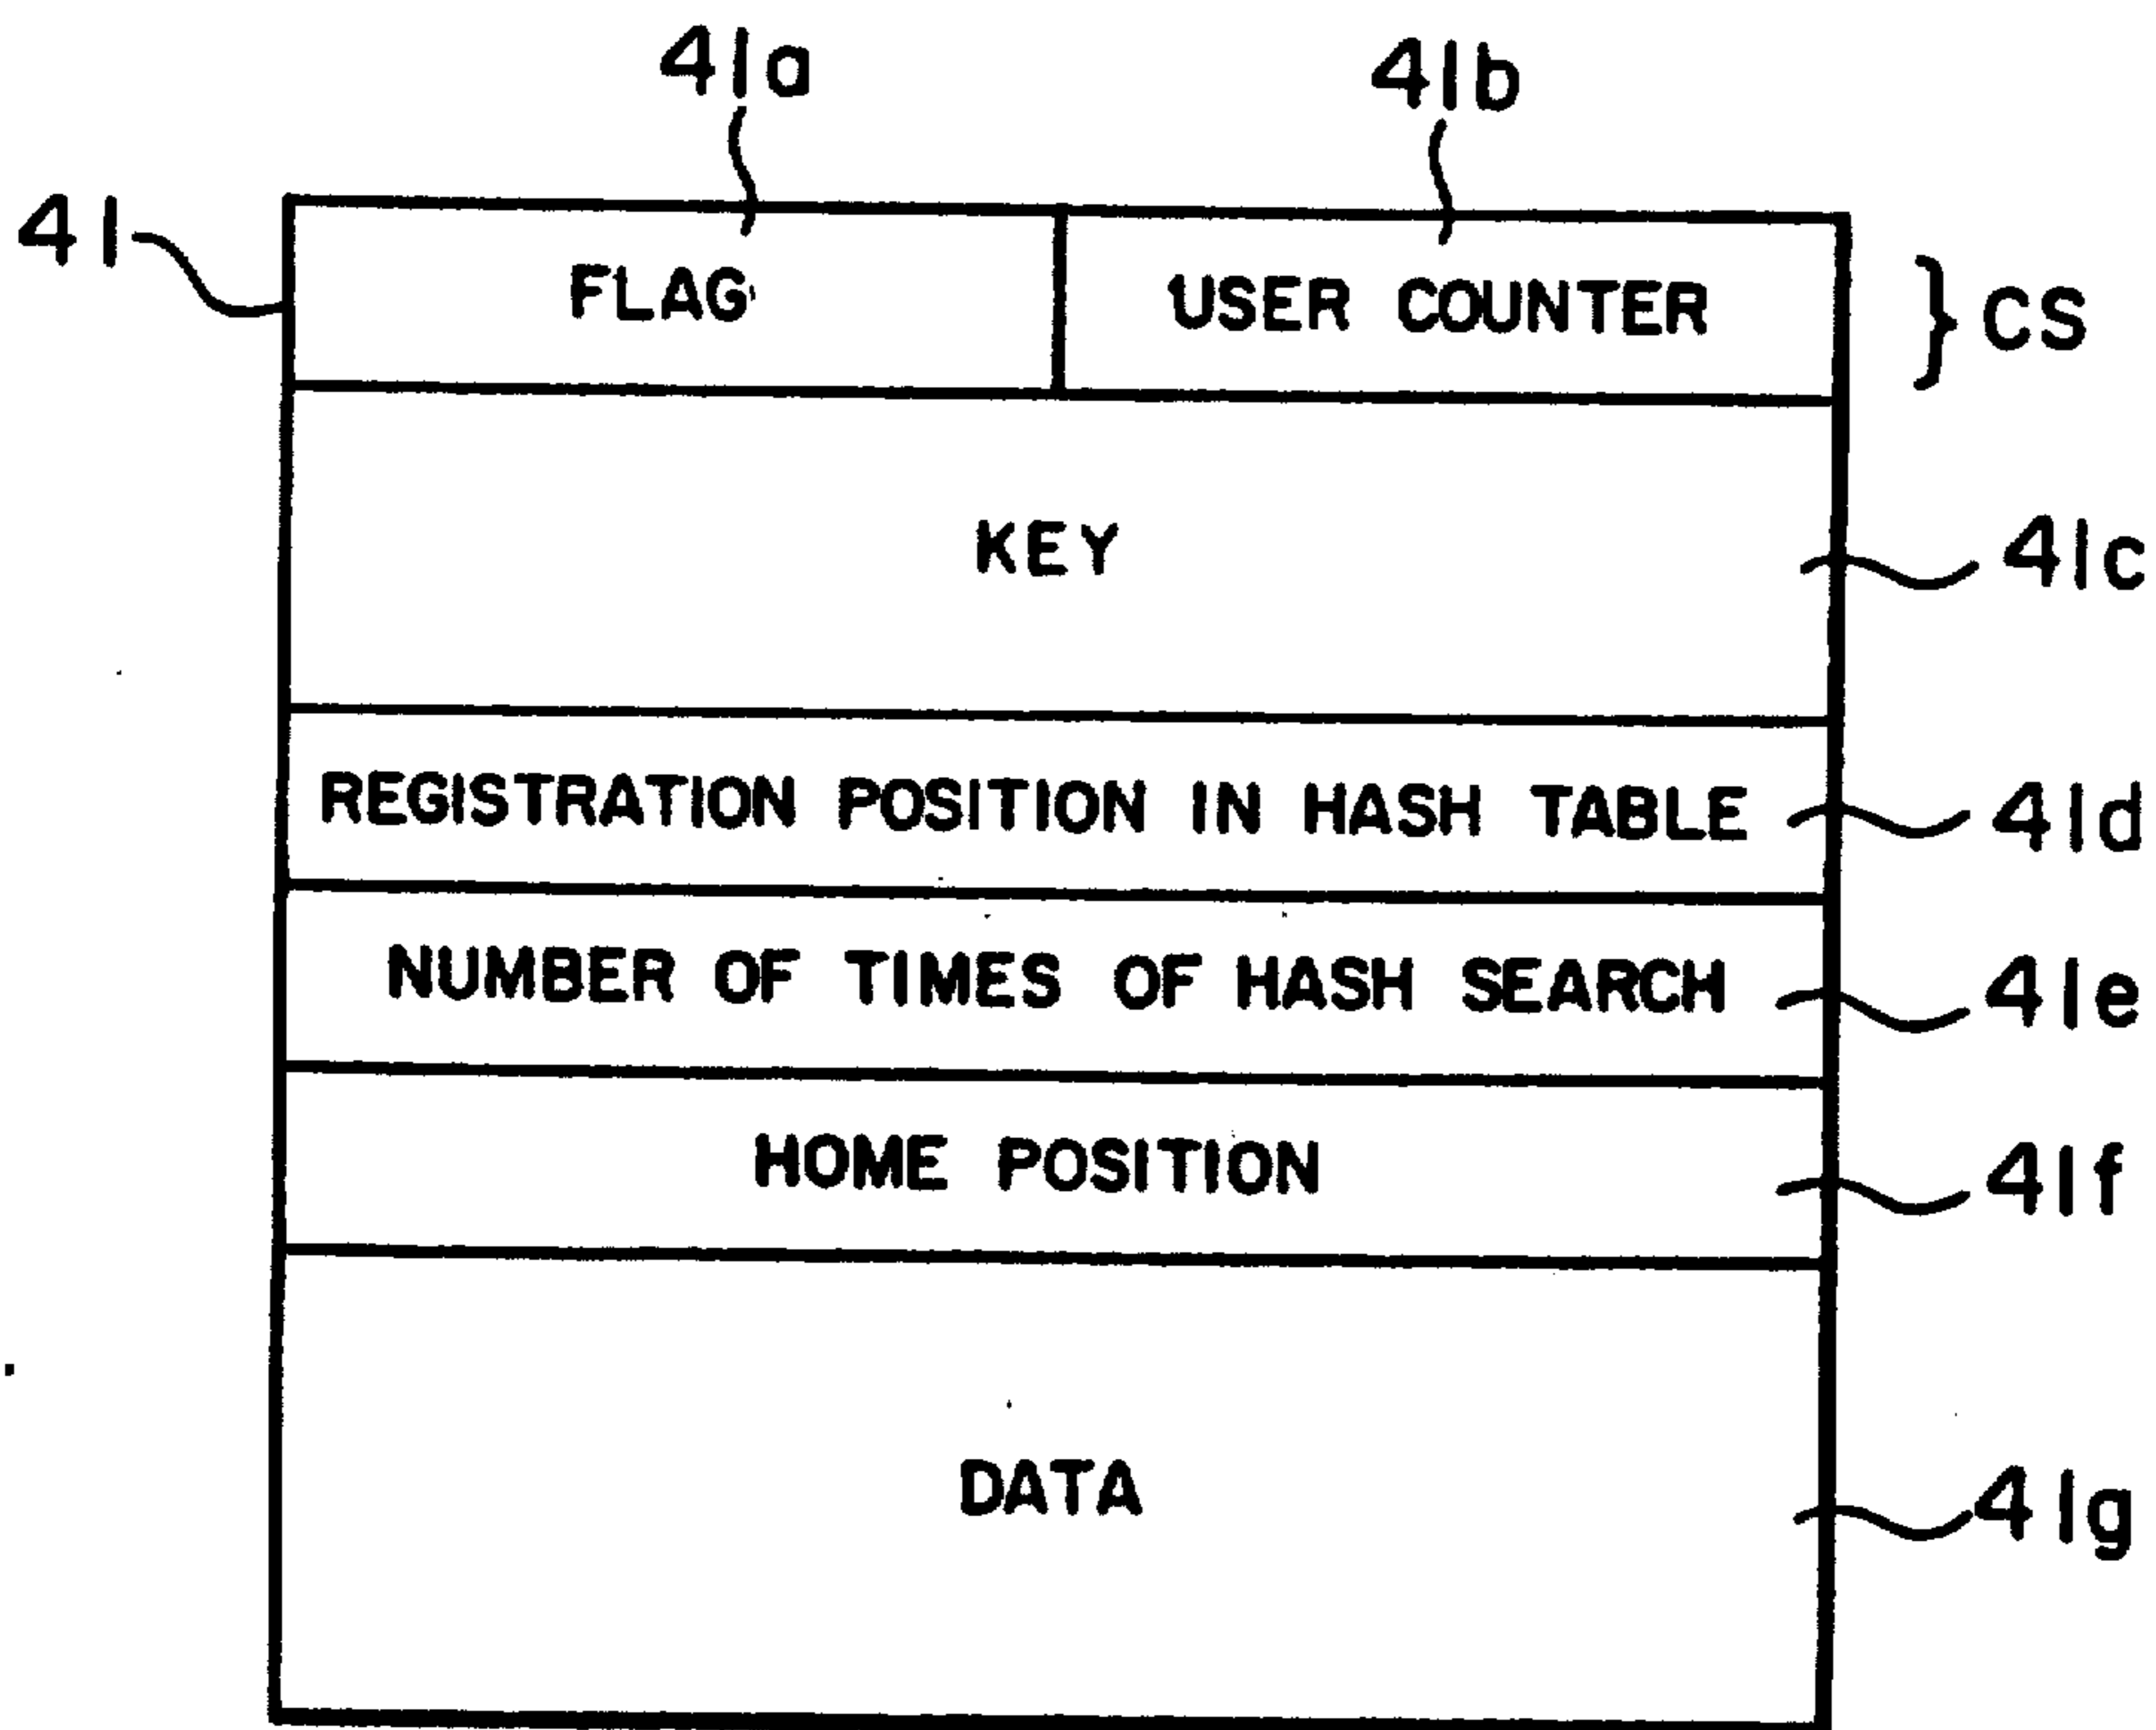 41a 41b
41
FLAG USER COUNTER } CS
KEY 41c
REGISTRATION POSITION IN HASH TABLE 41d
NUMBER OF TIMES OF HASH SEARCH 41e
HOME POSITION 41f
DATA 41g